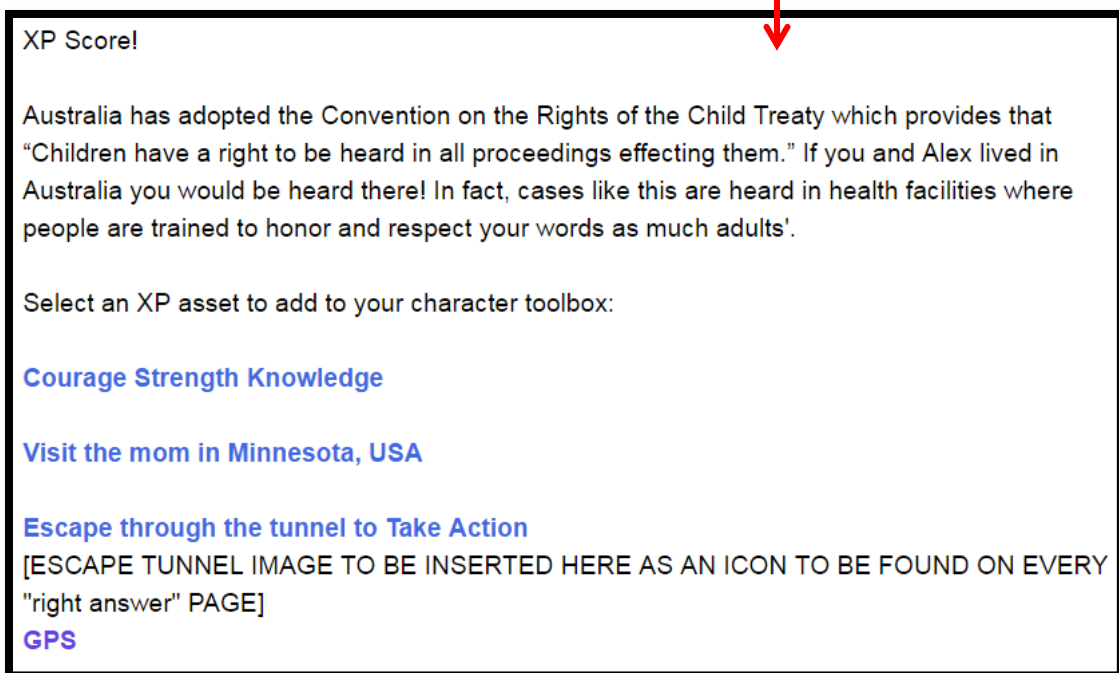 XP Score!
Australia has adopted the Convention on the Rights of the Child Treaty which provides that
“Children have a right to be heard in all proceedings effecting them.” If you and Alex lived in
Australia you would be heard there! In fact, cases like this are heard in health facilities where
people are trained to honor and respect your words as much adults'.
Select an XP asset to add to your character toolbox:
Courage Strength Knowledge
Visit the mom in Minnesota, USA
Escape through the tunnel to Take Action
[ESCAPE TUNNEL IMAGE TO BE INSERTED HERE AS AN ICON TO BE FOUND ON EVERY
"right answer" PAGE]
GPS